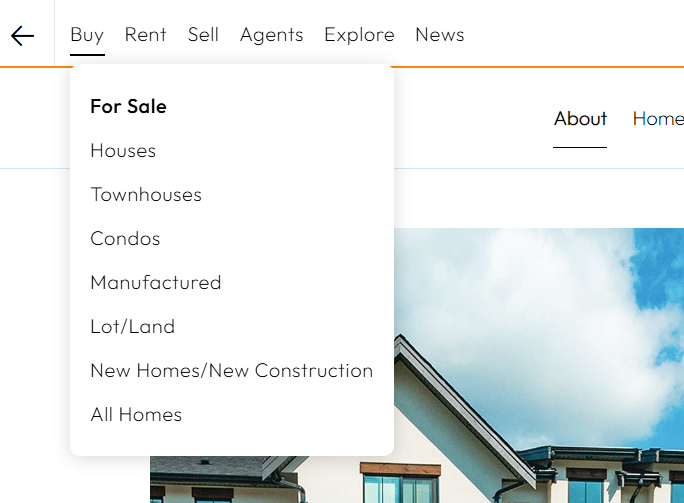 Buy Rent Sell Agents Explore News
For Sale
About Home
Houses
Townhouses
Condos
Manufactured
Lot/Land
New Homes/New Construction
All Homes